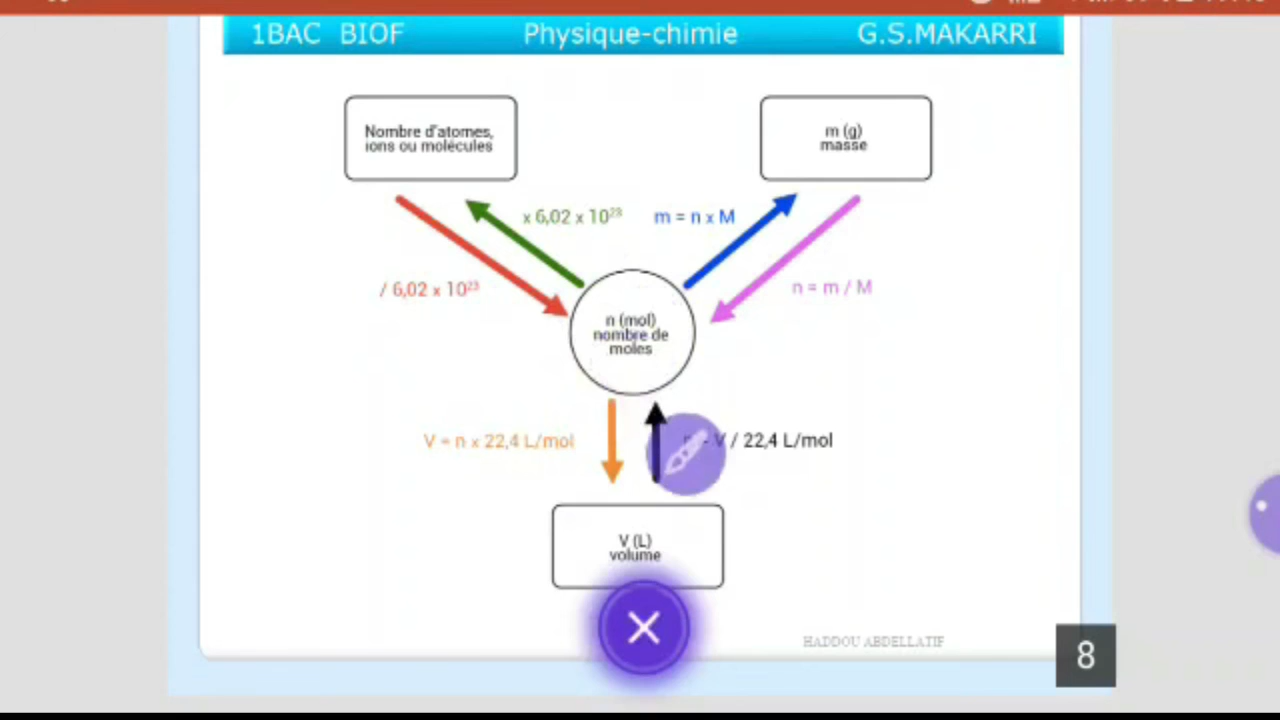 1BAC BIOF Physique-chimie G.S.MAKARRI
Nombre d'atomes,
ions ou molécules
m (g)
masse
x 6,02 x 10²³
m = n x M
/ 6,02 x 10²³
n = m / M
n (mol)
nombre de
moles
V = n x 22,4 L/mol
V / 22,4 L/mol
V (L)
volume
HADDOU ABDELLATIF
8